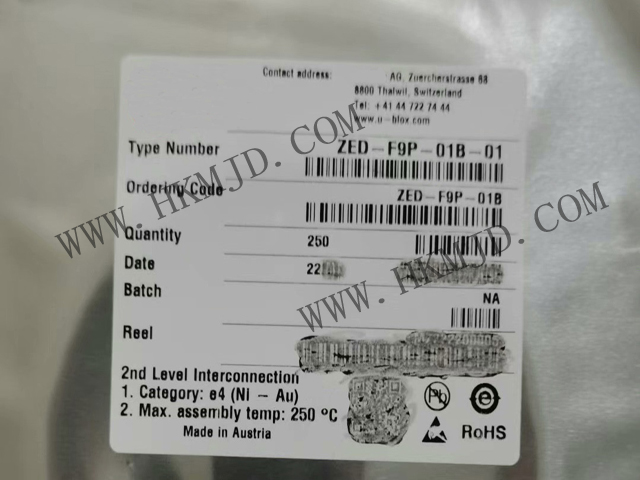 Contact address: AG, Zuercherstrasse 68
8800 Thalwil, Switzerland
Tel: +41 44 722 74 44
www.u-blox.com
Type Number ZED-F9P-01B-01
Ordering Code ZED-F9P-01B
Quantity 250
Date 22
Batch NA
Reel
2nd Level Interconnection
1. Category: e4 (Ni - Au)
2. Max. assembly temp: 250 ºC
Made in Austria
Pb
e
RoHS
WWW.HKMJD.COM
WWW.HKMJD.COM